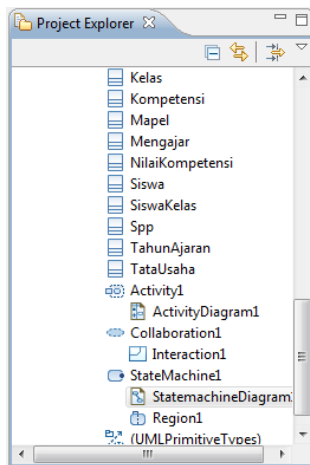 Project Explorer
Kelas
Kompetensi
Mapel
Mengajar
NilaiKompetensi
Siswa
SiswaKelas
Spp
TahunAjaran
TataUsaha
Activity1
ActivityDiagram1
Collaboration1
Interaction1
StateMachine1
StatemachineDiagram1
Region1
(UMLPrimitiveTypes)